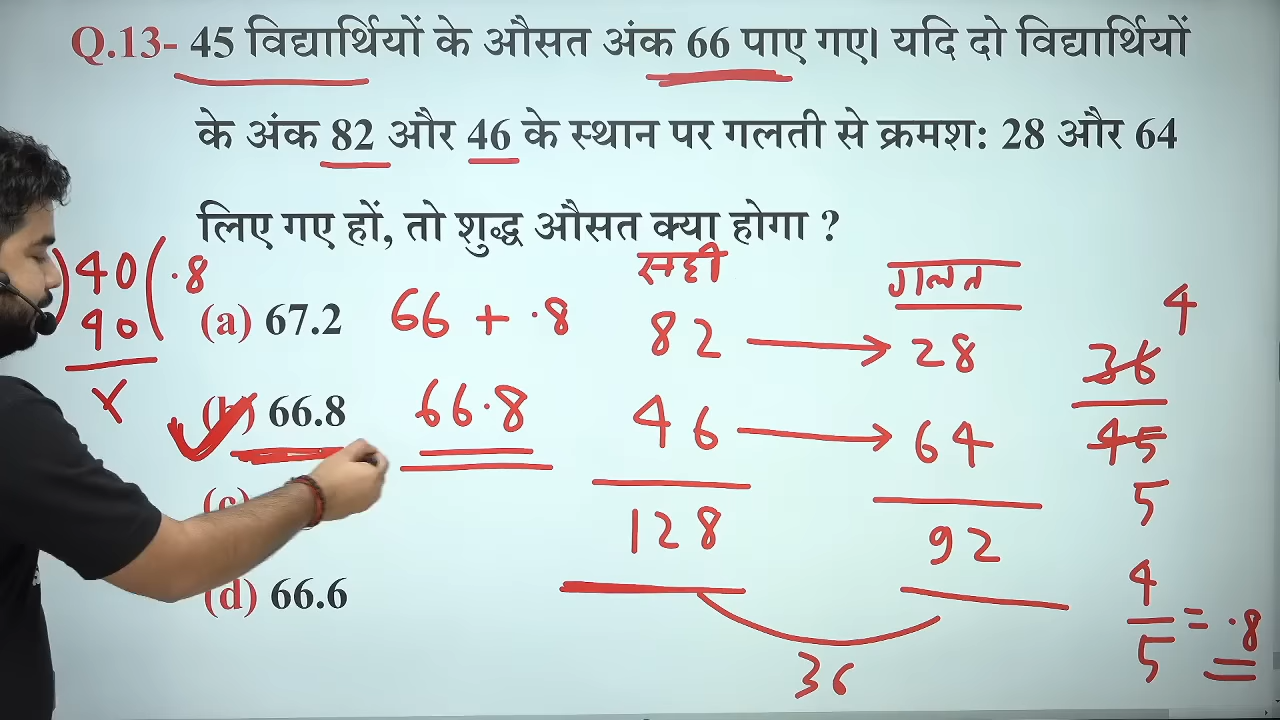 Q.13- 45 विद्यार्थियों के औसत अंक 66 पाए गए। यदि दो विद्यार्थियों
के अंक 82 और 46 के स्थान पर गलती से क्रमश: 28 और 64
लिए गए हों, तो शुद्ध औसत क्या होगा ?
)40(.8
40
x
(a) 67.2
(b) 66.8
(c)
(d) 66.6
66 + .8
66.8
सही
82
46
128
गलत
28
64
92
36
4
36
45
5
4
5
= .8